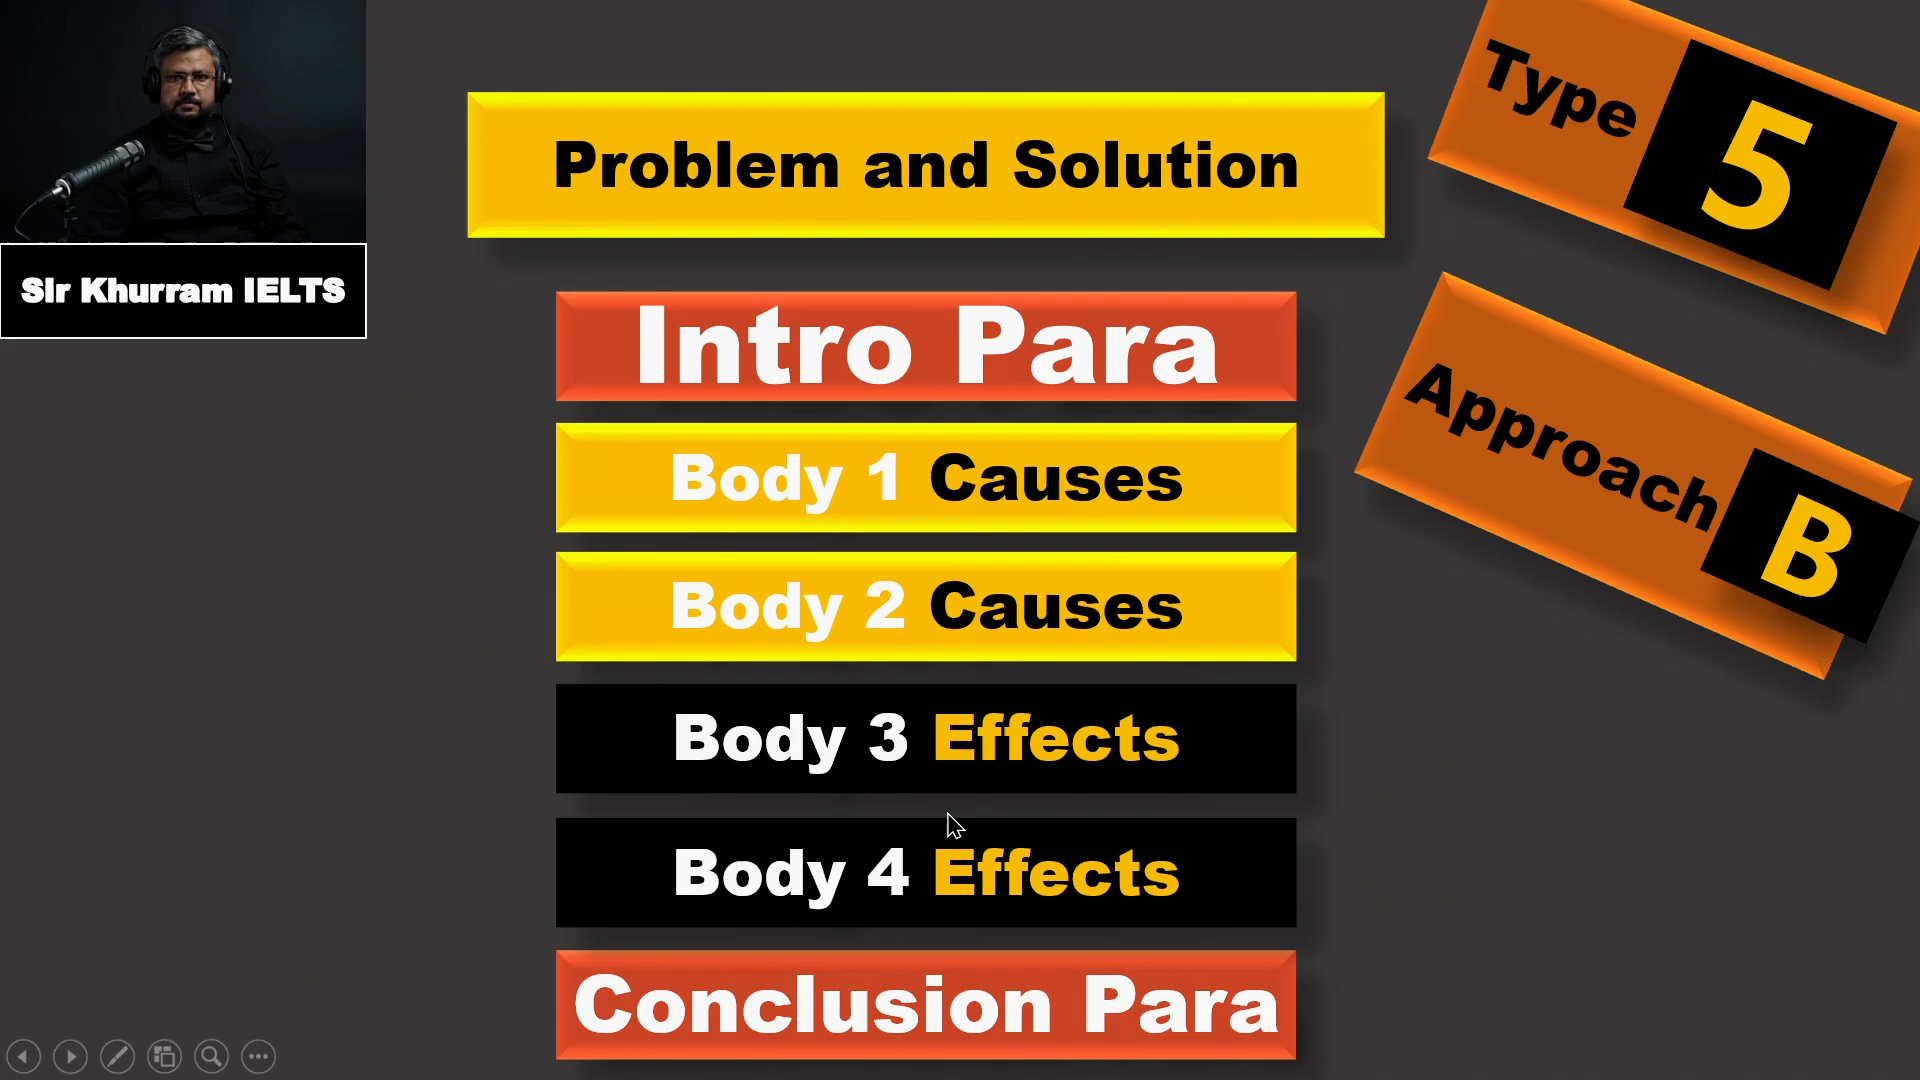 Problem and Solution
Type 5
Sir Khurram IELTS
Intro Para
Approach B
Body 1 Causes
Body 2 Causes
Body 3 Effects
Body 4 Effects
Conclusion Para